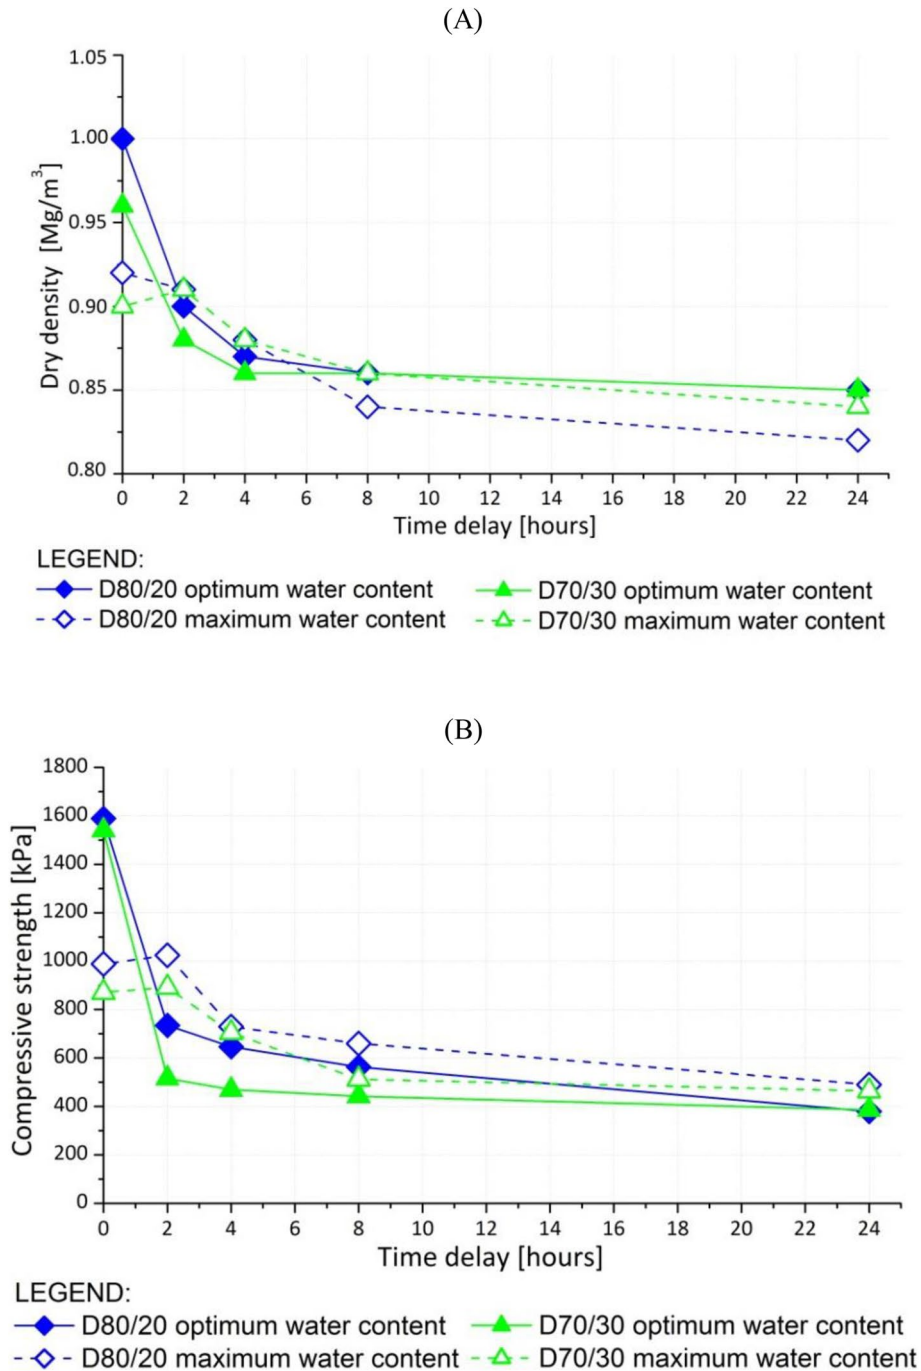 (A)
1.05
1.00
0.95
0.90
0.85
0.80
Dry density [Mg/m³]
0 2 4 6 8 10 12 14 16 18 20 22 24
Time delay [hours]
LEGEND:
D80/20 optimum water content D70/30 optimum water content
D80/20 maximum water content D70/30 maximum water content
(B)
1800
1600
1400
1200
1000
800
600
400
200
0
Compressive strength [kPa]
0 2 4 6 8 10 12 14 16 18 20 22 24
Time delay [hours]
LEGEND:
D80/20 optimum water content D70/30 optimum water content
D80/20 maximum water content D70/30 maximum water content